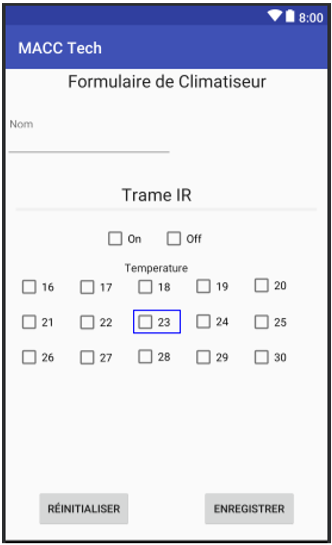 8:00
MACC Tech
Formulaire de Climatiseur
Nom
Trame IR
On Off
Temperature
16 17 18 19 20
21 22 23 24 25
26 27 28 29 30
RÉINITIALISER ENREGISTRER